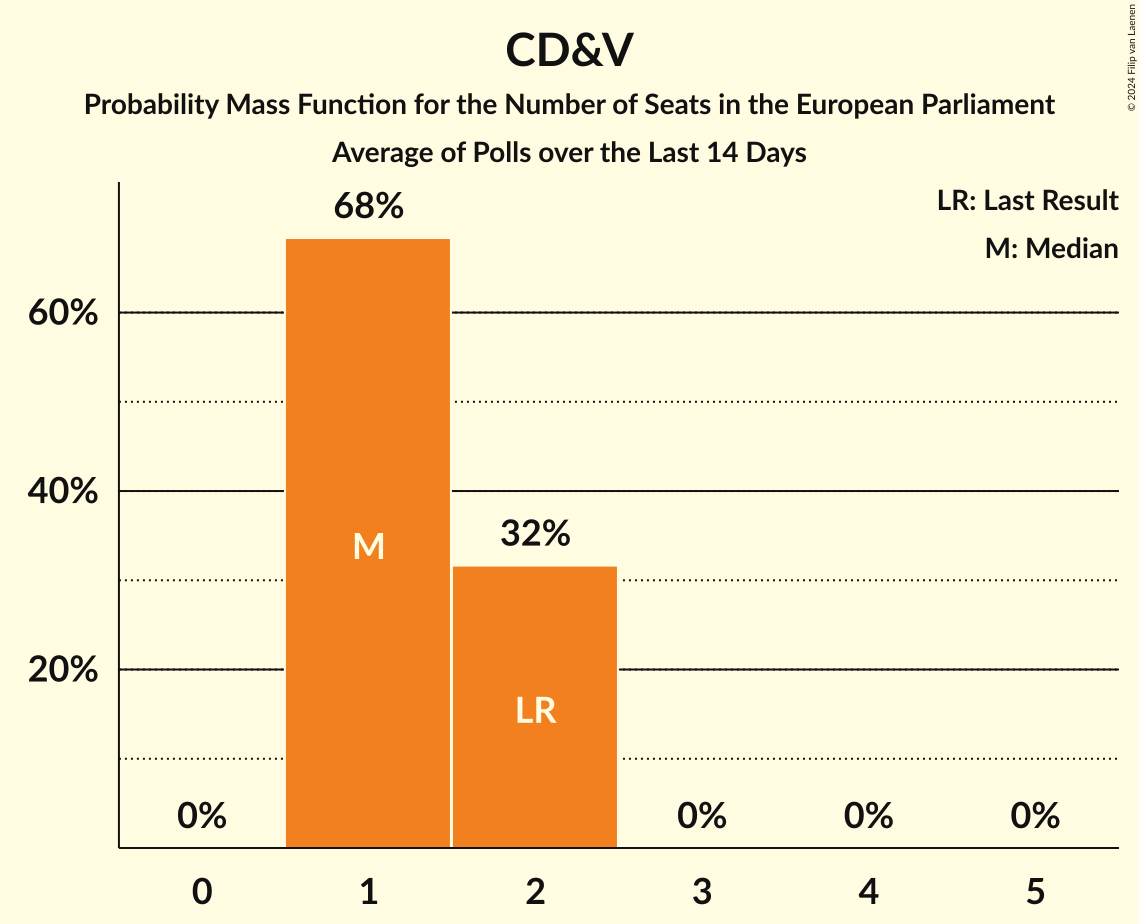 CD&V
Probability Mass Function for the Number of Seats in the European Parliament
Average of Polls over the Last 14 Days
© 2024 Filip van Laenen
LR: Last Result
M: Median
68%
60%
40%
32%
M
20%
LR
0%
0%
0%
0%
0
1
2
3
4
5